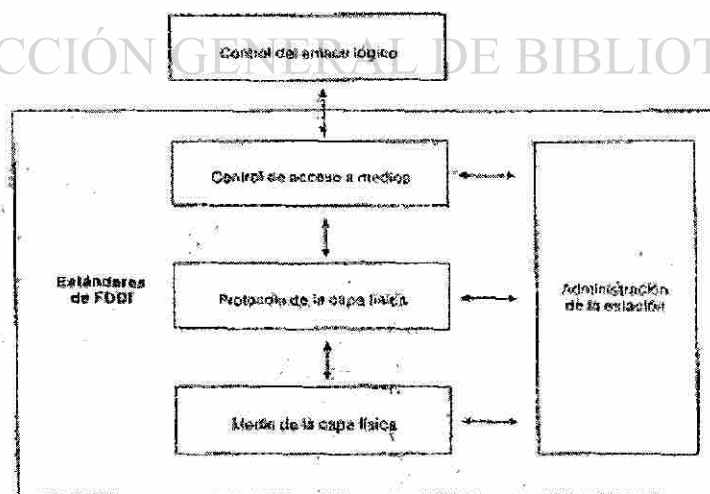 CCIÓN GENERAL DE BIBLIOT
Control del enlace lógico
Control de acceso a medios
Estándares
de FDDI
Protocolo de la capa física
Administración
de la estación
Medio de la capa física